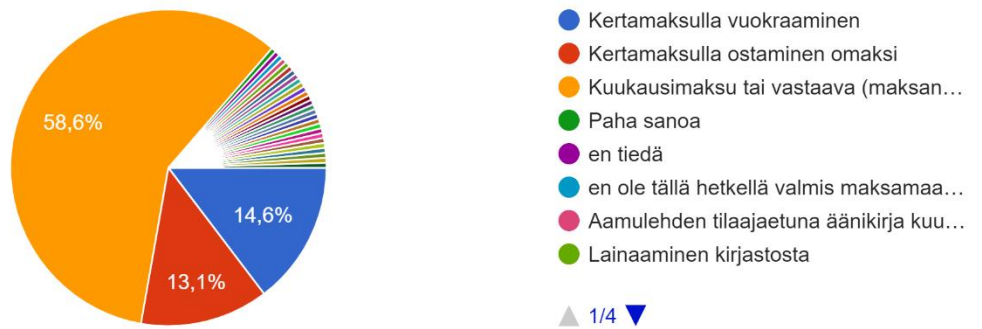 58,6%
14,6%
13,1%
Kertamaksulla vuokraaminen
Kertamaksulla ostaminen omaksi
Kuukausimaksu tai vastaava (maksan…
Paha sanoa
en tiedä
en ole tällä hetkellä valmis maksamaa…
Aamulehden tilaajaetuna äänikirja kuu…
Lainaaminen kirjastosta
1/4